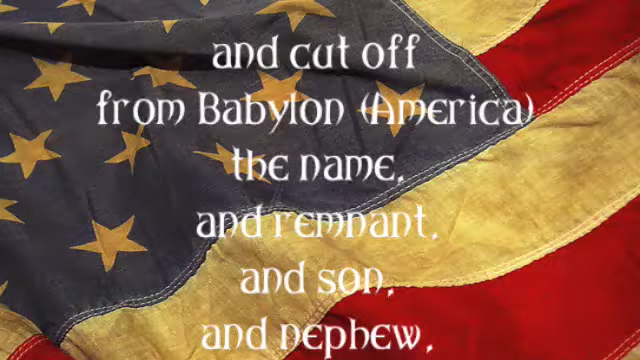 and cut off
from Babylon (America)
the name,
and remnant,
and son,
and nephew,